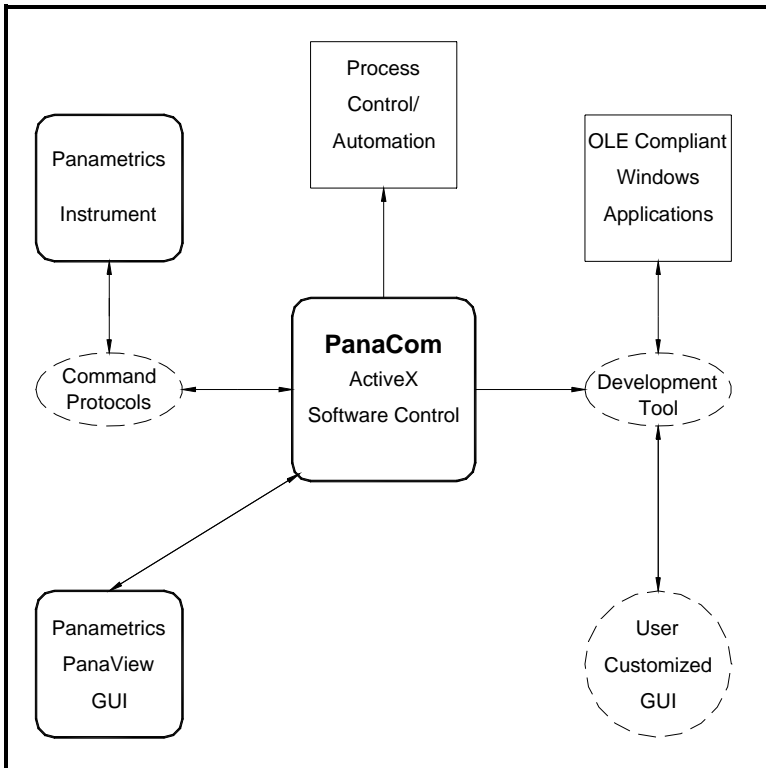 Process
Control/
Automation
Panametrics
Instrument
OLE Compliant
Windows
Applications
PanaCom
ActiveX
Software Control
Command
Protocols
Development
Tool
Panametrics
PanaView
GUI
User
Customized
GUI